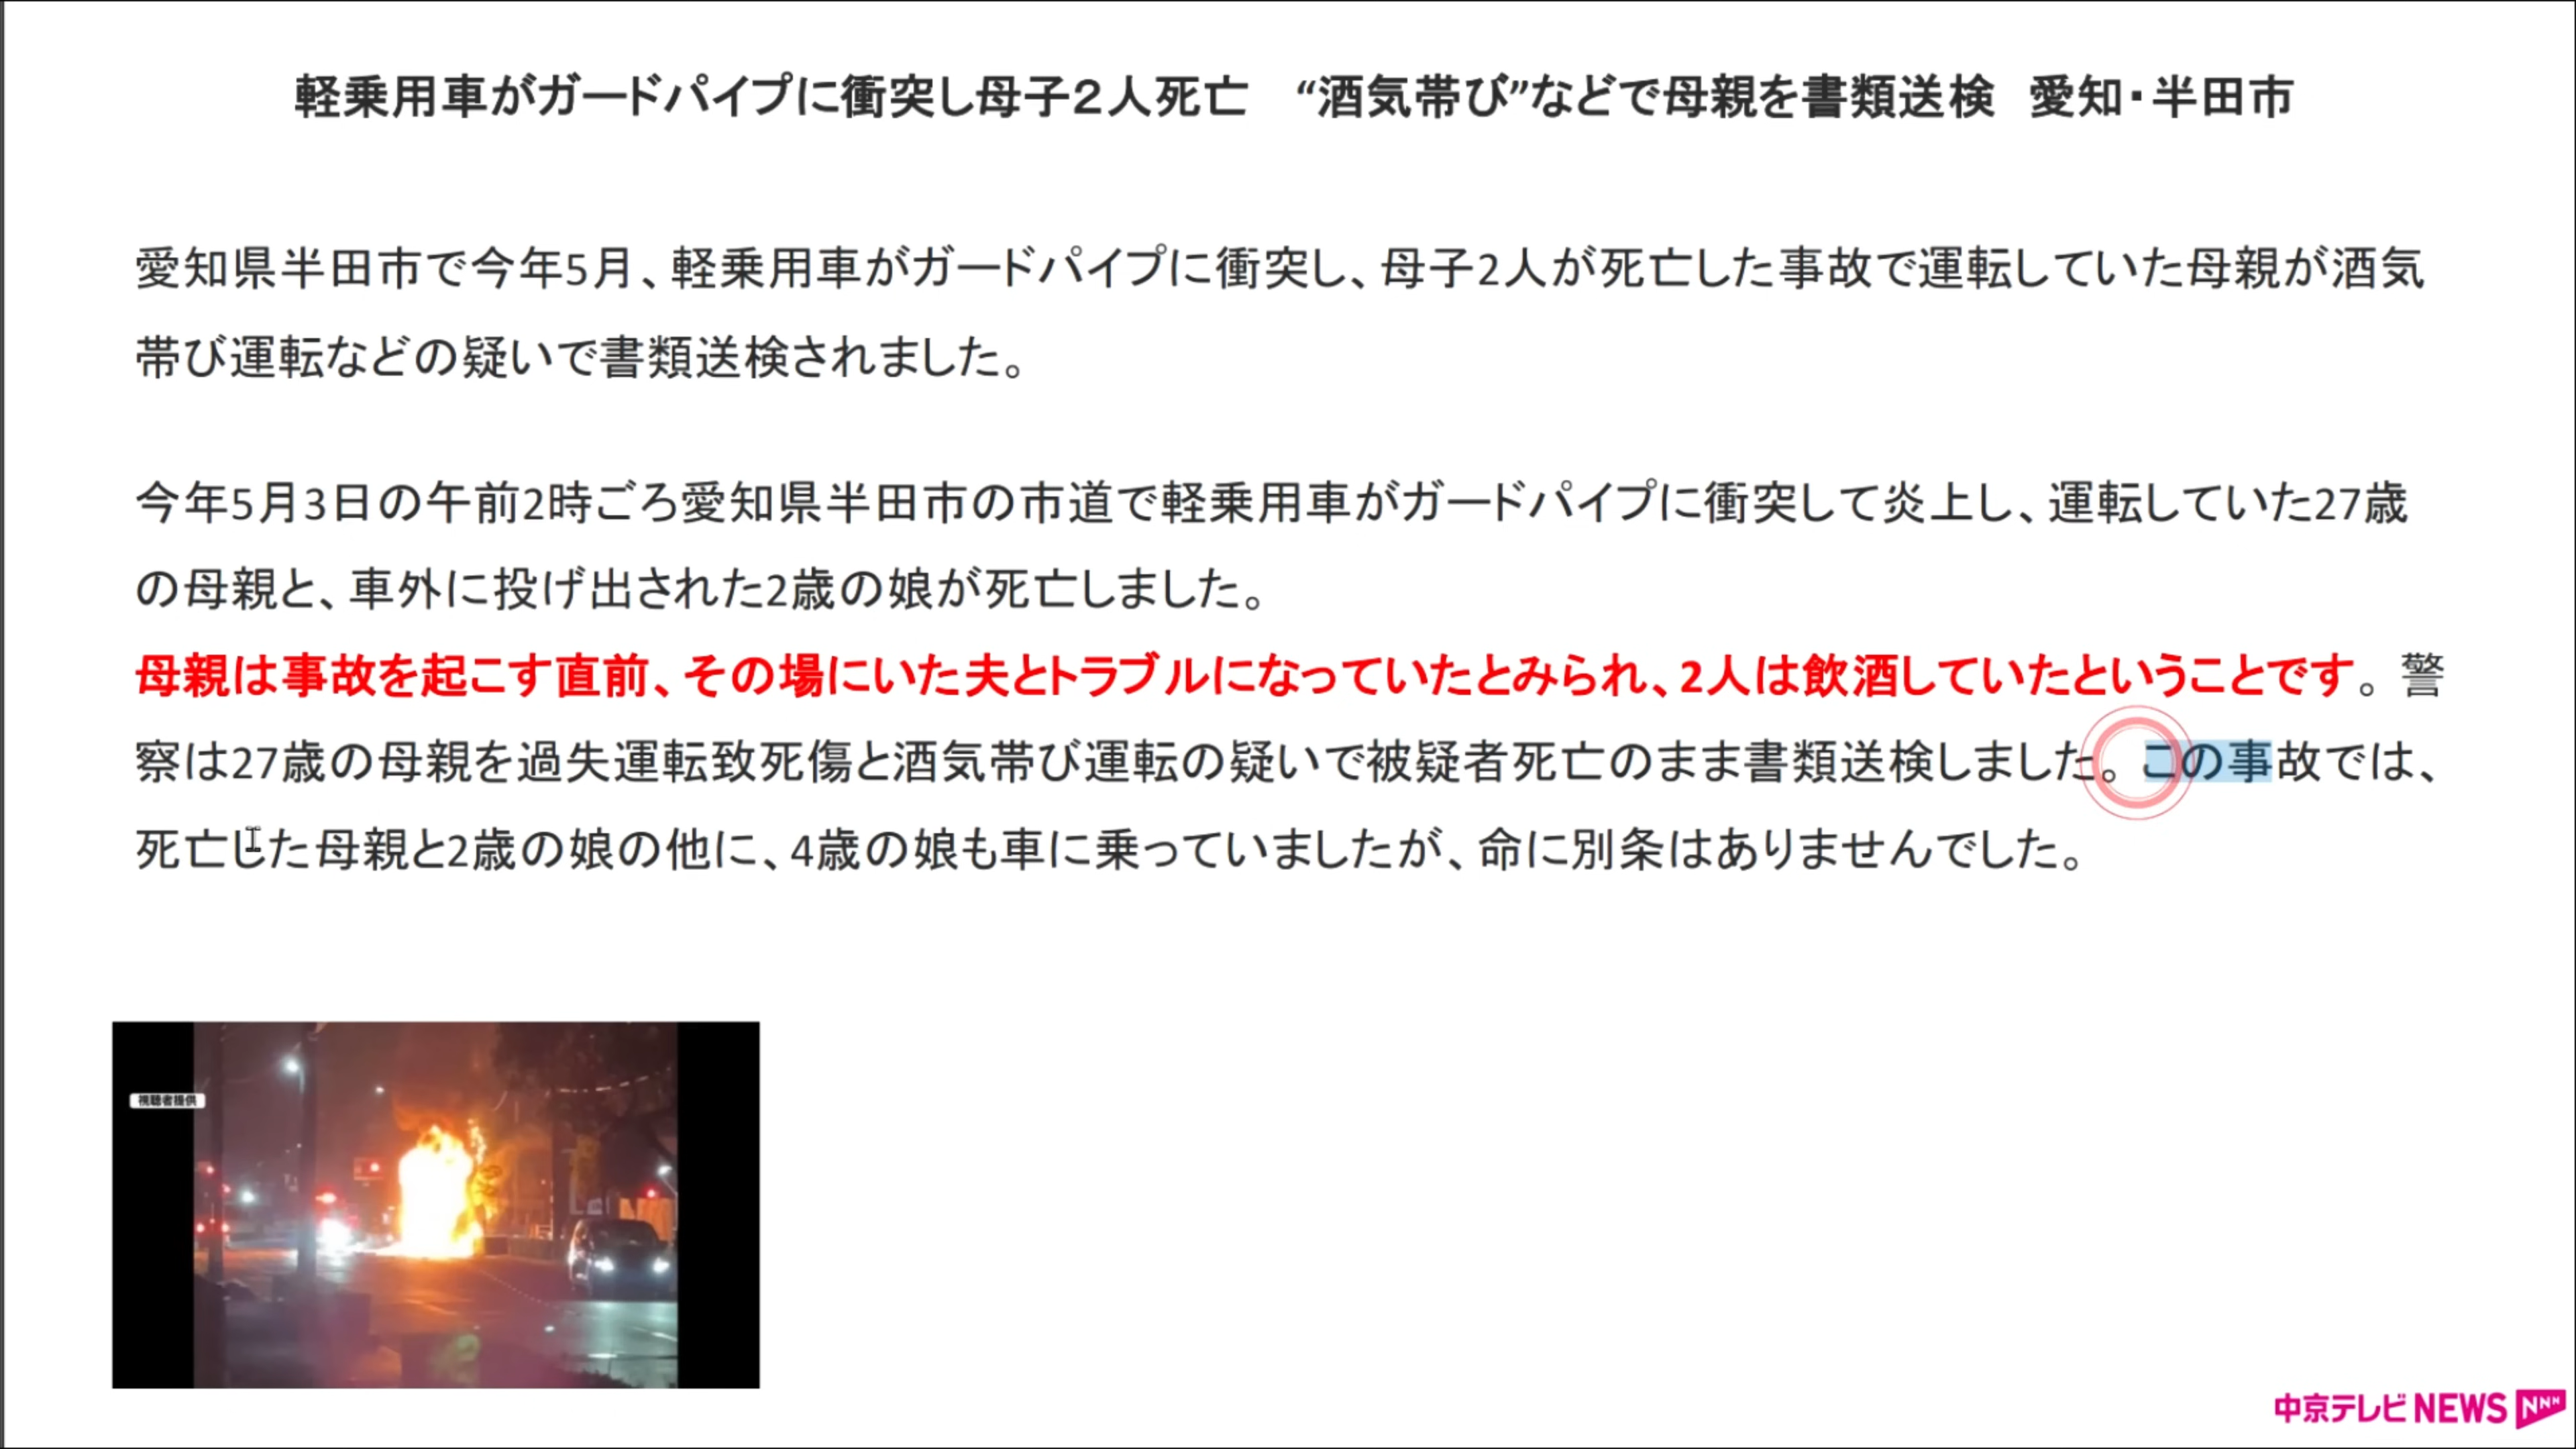 軽乗用車がガードパイプに衝突し母子２人死亡　“酒気帯び”などで母親を書類送検　愛知・半田市
愛知県半田市で今年5月、軽乗用車がガードパイプに衝突し、母子2人が死亡した事故で運転していた母親が酒気
帯び運転などの疑いで書類送検されました。
今年5月3日の午前2時ごろ愛知県半田市の市道で軽乗用車がガードパイプに衝突して炎上し、運転していた27歳
の母親と、車外に投げ出された2歳の娘が死亡しました。
母親は事故を起こす直前、その場にいた夫とトラブルになっていたとみられ、2人は飲酒していたということです。警
察は27歳の母親を過失運転致死傷と酒気帯び運転の疑いで被疑者死亡のまま書類送検しました。この事故では、
死亡した母親と2歳の娘の他に、4歳の娘も車に乗っていましたが、命に別条はありませんでした。
視聴者提供
中京テレビNEWS NNN